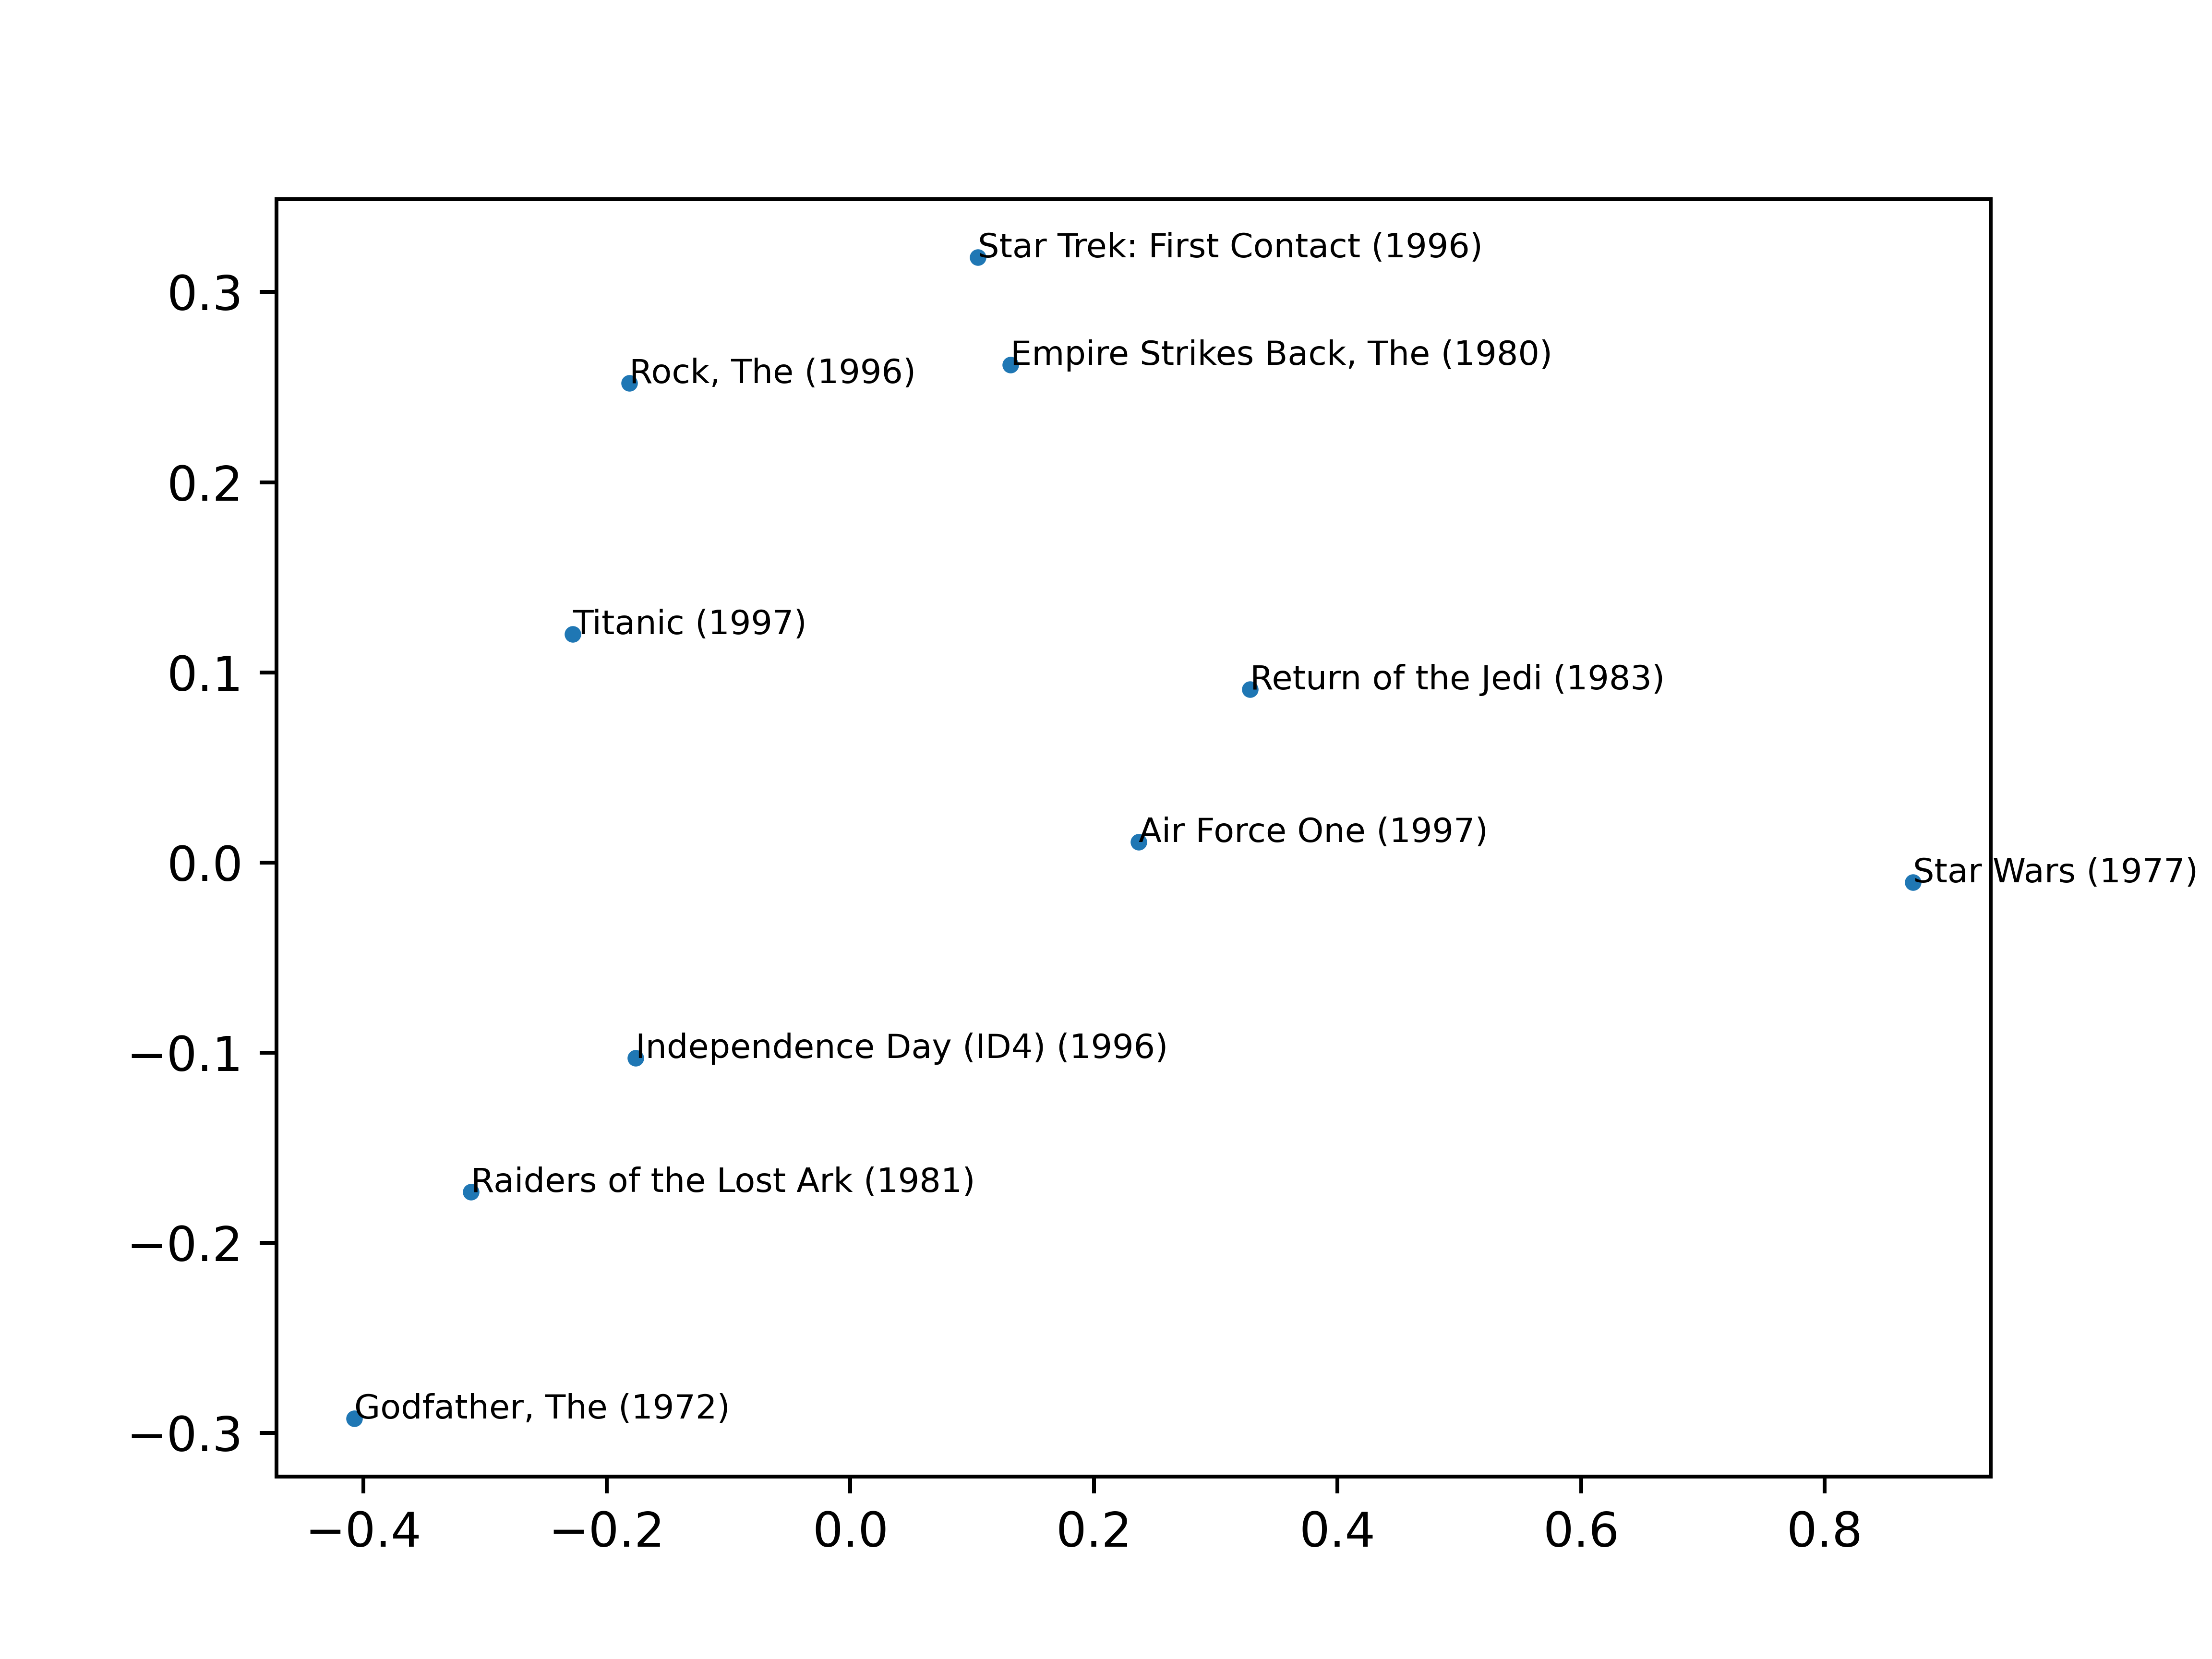 Star Trek: First Contact (1996)
0.3
Empire Strikes Back, The (1980)
Rock, The (1996)
0.2
Titanic (1997)
0.1
Return of the Jedi (1983)
Air Force One (1997)
0.0
Star Wars (1977)
Independence Day (ID4) (1996)
−0.1
Raiders of the Lost Ark (1981)
−0.2
Godfather, The (1972)
−0.3
−0.4 −0.2 0.0 0.2 0.4 0.6 0.8